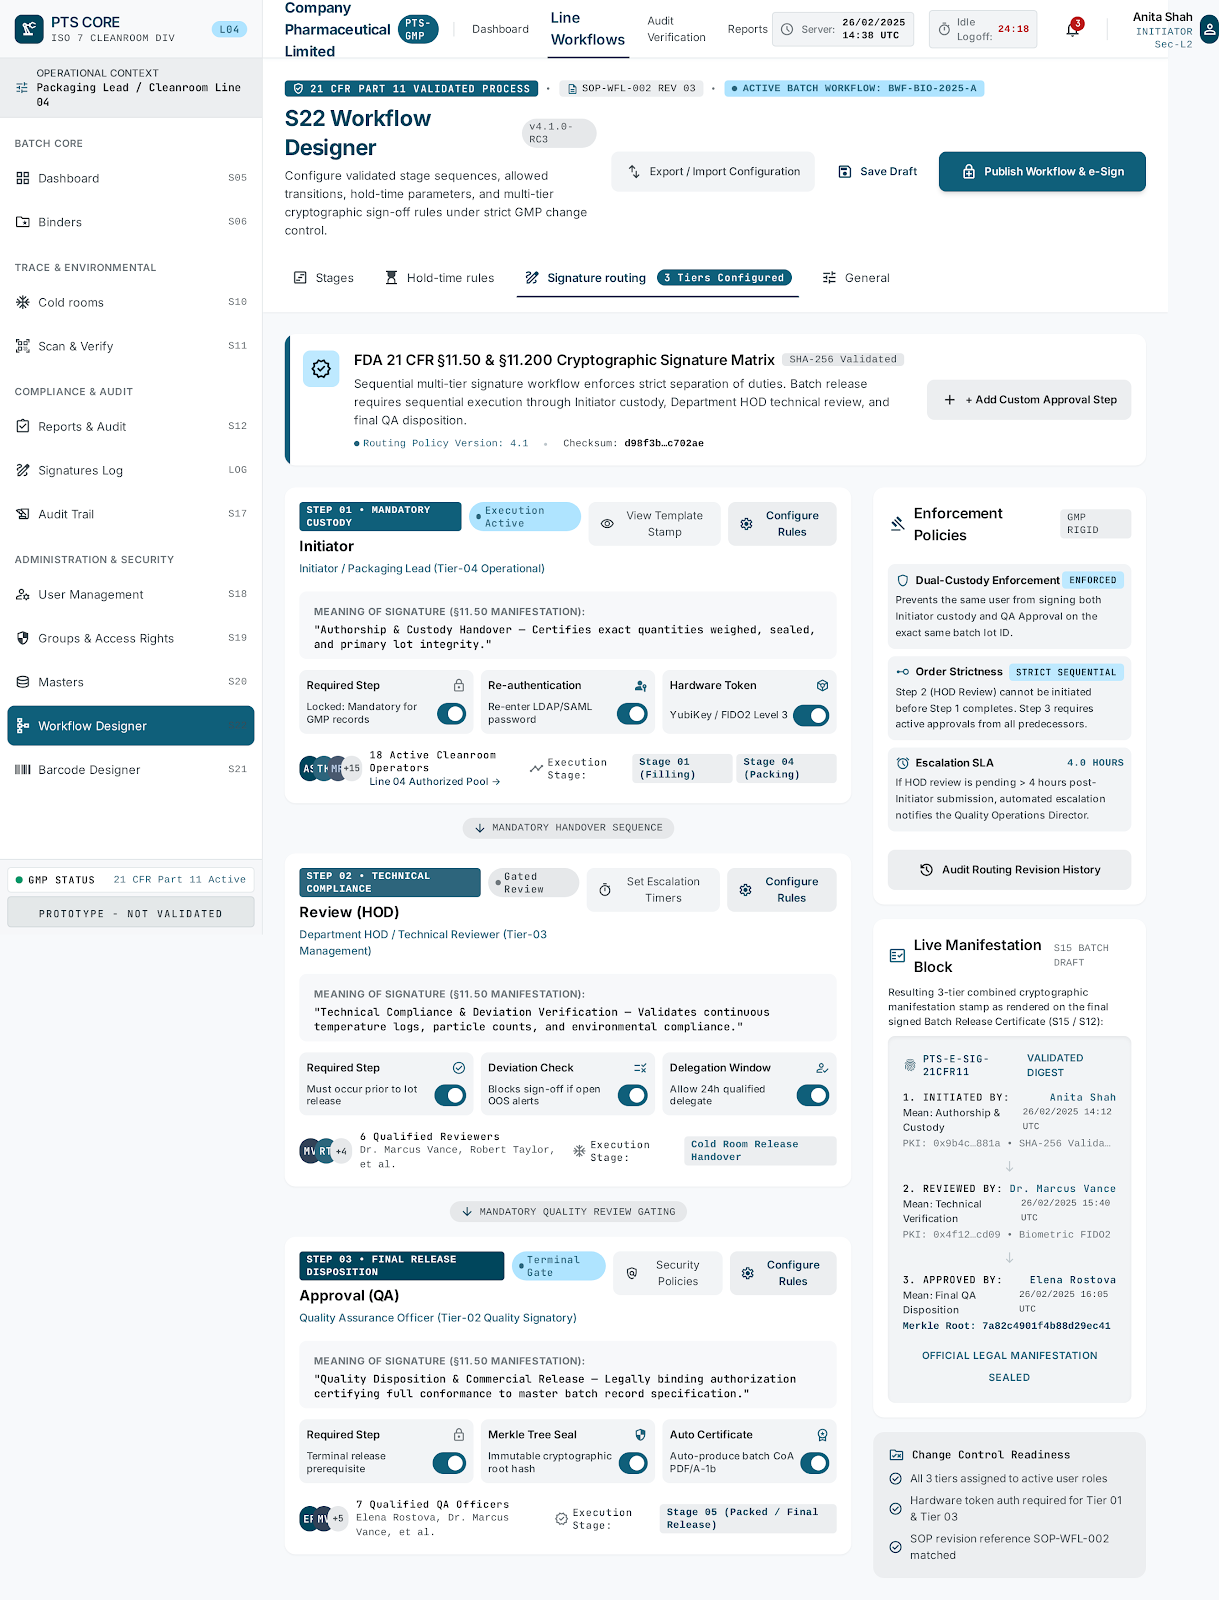 PTS CORE
ISO 7 CLEANROOM DIV
L04
OPERATIONAL CONTEXT
Packaging Lead / Cleanroom Line
04
BATCH CORE
Dashboard S05
Binders S06
TRACE & ENVIRONMENTAL
Cold rooms S10
Scan & Verify S11
COMPLIANCE & AUDIT
Reports & Audit S12
Signatures Log LOG
Audit Trail S17
ADMINISTRATION & SECURITY
User Management S18
Groups & Access Rights S19
Masters S20
Workflow Designer
Barcode Designer S21
GMP STATUS 21 CFR Part 11 Active
PROTOTYPE - NOT VALIDATED
Company
Pharmaceutical
Limited
PTS-
GMP
Dashboard
Line
Workflows
Audit
Verification
Reports
Server: 26/02/2025
14:38 UTC
Idle
Logoff: 24:18
3
Anita Shah
INITIATOR
Sec-L2
21 CFR PART 11 VALIDATED PROCESS • SOP-WFL-002 REV 03 • ACTIVE BATCH WORKFLOW: BWF-BIO-2025-A
S22 Workflow
Designer
v4.1.0-
RC3
Configure validated stage sequences, allowed
transitions, hold-time parameters, and multi-tier
cryptographic sign-off rules under strict GMP change
control.
Export / Import Configuration
Save Draft
Publish Workflow & e-Sign
Stages
Hold-time rules
Signature routing 3 Tiers Configured
General
FDA 21 CFR §11.50 & §11.200 Cryptographic Signature Matrix SHA-256 Validated
Sequential multi-tier signature workflow enforces strict separation of duties. Batch release
requires sequential execution through Initiator custody, Department HOD technical review, and
final QA disposition.
Routing Policy Version: 4.1 • Checksum: d98f3b…c702ae
+ Add Custom Approval Step
STEP 01 • MANDATORY
CUSTODY
Execution
Active
View Template
Stamp
Configure
Rules
Initiator
Initiator / Packaging Lead (Tier-04 Operational)
MEANING OF SIGNATURE (§11.50 MANIFESTATION):
"Authorship & Custody Handover — Certifies exact quantities weighed, sealed,
and primary lot integrity."
Required Step
Locked: Mandatory for
GMP records
Re-authentication
Re-enter LDAP/SAML
password
Hardware Token
YubiKey / FIDO2 Level 3
+15
18 Active Cleanroom
Operators
Line 04 Authorized Pool →
Execution
Stage:
Stage 01
(Filling)
Stage 04
(Packing)
MANDATORY HANDOVER SEQUENCE
STEP 02 • TECHNICAL
COMPLIANCE
Gated
Review
Set Escalation
Timers
Configure
Rules
Review (HOD)
Department HOD / Technical Reviewer (Tier-03
Management)
MEANING OF SIGNATURE (§11.50 MANIFESTATION):
"Technical Compliance & Deviation Verification — Validates continuous
temperature logs, particle counts, and environmental compliance."
Required Step
Must occur prior to lot
release
Deviation Check
Blocks sign-off if open
OOS alerts
Delegation Window
Allow 24h qualified
delegate
+4
6 Qualified Reviewers
Dr. Marcus Vance, Robert Taylor,
et al.
Execution
Stage:
Cold Room Release
Handover
MANDATORY QUALITY REVIEW GATING
STEP 03 • FINAL RELEASE
DISPOSITION
Terminal
Gate
Security
Policies
Configure
Rules
Approval (QA)
Quality Assurance Officer (Tier-02 Quality Signatory)
MEANING OF SIGNATURE (§11.50 MANIFESTATION):
"Quality Disposition & Commercial Release — Legally binding authorization
certifying full conformance to master batch record specification."
Required Step
Terminal release
prerequisite
Merkle Tree Seal
Immutable cryptographic
root hash
Auto Certificate
Auto-produce batch CoA
PDF/A-1b
+5
7 Qualified QA Officers
Elena Rostova, Dr. Marcus
Vance, et al.
Execution
Stage:
Stage 05 (Packed / Final
Release)
Enforcement
Policies
GMP
RIGID
Dual-Custody Enforcement ENFORCED
Prevents the same user from signing both
Initiator custody and QA Approval on the
exact same batch lot ID.
Order Strictness STRICT SEQUENTIAL
Step 2 (HOD Review) cannot be initiated
before Step 1 completes. Step 3 requires
active approvals from all predecessors.
Escalation SLA 4.0 HOURS
If HOD review is pending > 4 hours post-
Initiator submission, automated escalation
notifies the Quality Operations Director.
Audit Routing Revision History
Live Manifestation
Block
S15 BATCH
DRAFT
Resulting 3-tier combined cryptographic
manifestation stamp as rendered on the final
signed Batch Release Certificate (S15 / S12):
PTS-E-SIG-
21CFR11
VALIDATED
DIGEST
1. INITIATED BY: Anita Shah
Mean: Authorship &
Custody
26/02/2025 14:12
UTC
PKI: 0x9b4c…881a • SHA-256 Valida…
2. REVIEWED BY: Dr. Marcus Vance
Mean: Technical
Verification
26/02/2025 15:40
UTC
PKI: 0x4f12…cd09 • Biometric FIDO2
3. APPROVED BY: Elena Rostova
Mean: Final QA
Disposition
26/02/2025 16:05
UTC
Merkle Root: 7a82c4901f4b88d29ec41
OFFICIAL LEGAL MANIFESTATION
SEALED
Change Control Readiness
All 3 tiers assigned to active user roles
Hardware token auth required for Tier 01
& Tier 03
SOP revision reference SOP-WFL-002
matched